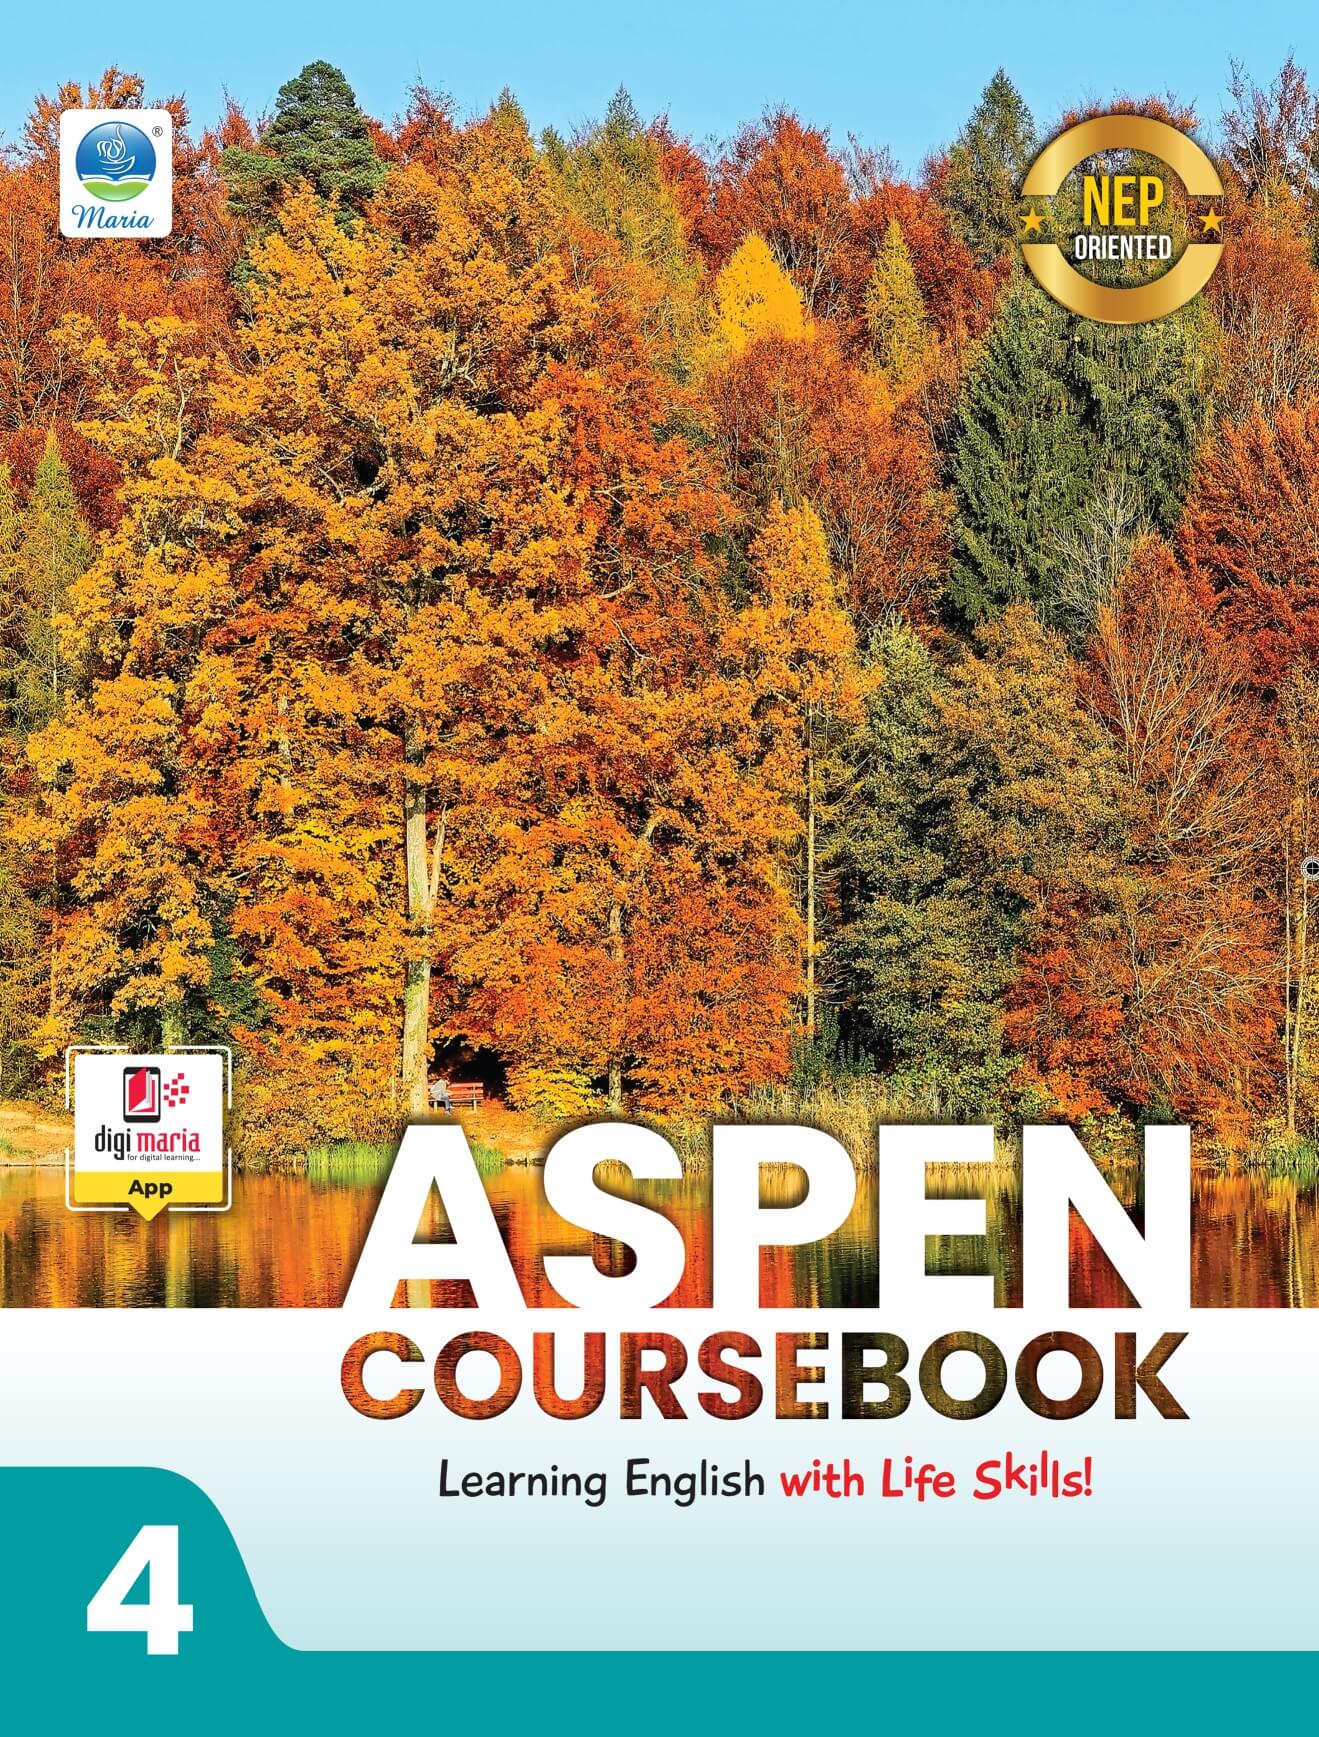 Maria
®
NEP
ORIENTED
digi maria
for digital learning...
App
ASPEN
COURSEBOOK
Learning English with Life Skills!
4